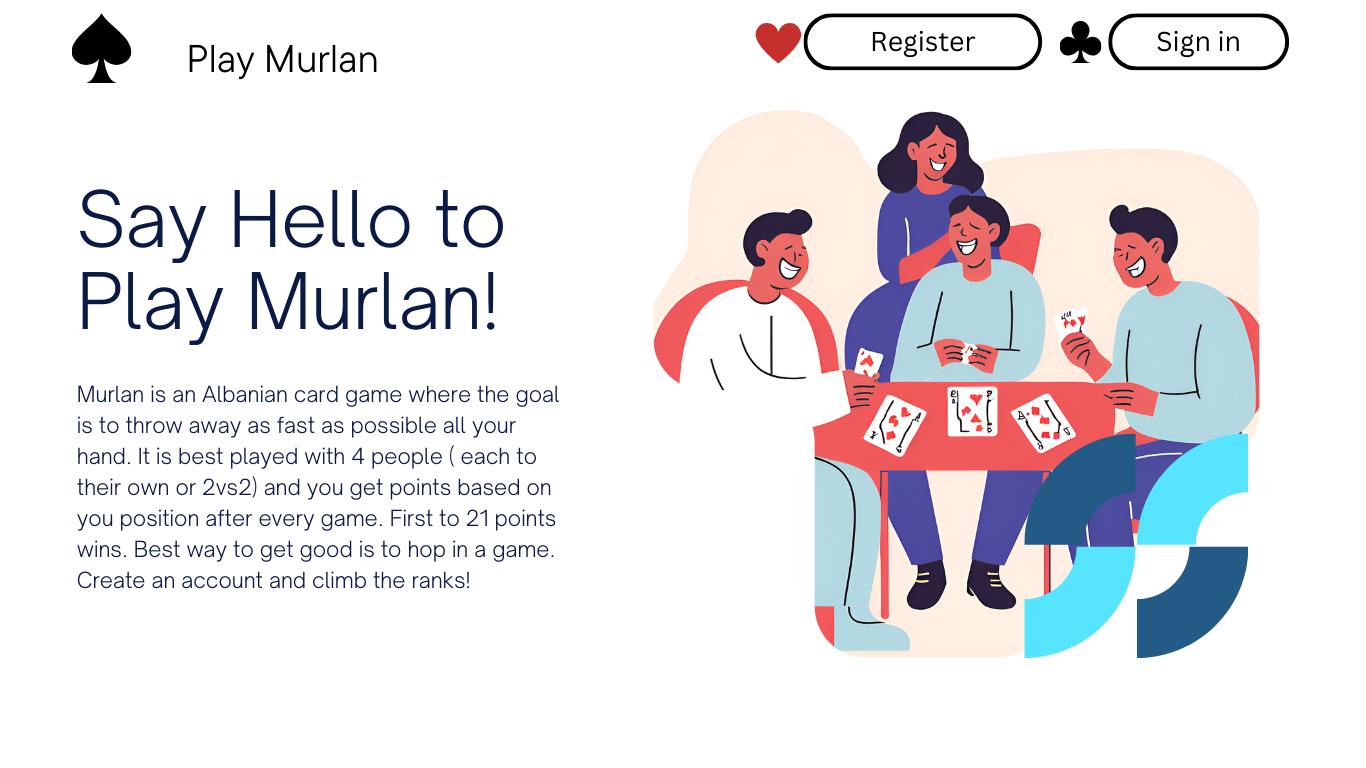 Play Murlan
Register
Sign in
Say Hello to
Play Murlan!
Murlan is an Albanian card game where the goal
is to throw away as fast as possible all your
hand. It is best played with 4 people ( each to
their own or 2vs2) and you get points based on
you position after every game. First to 21 points
wins. Best way to get good is to hop in a game.
Create an account and climb the ranks!